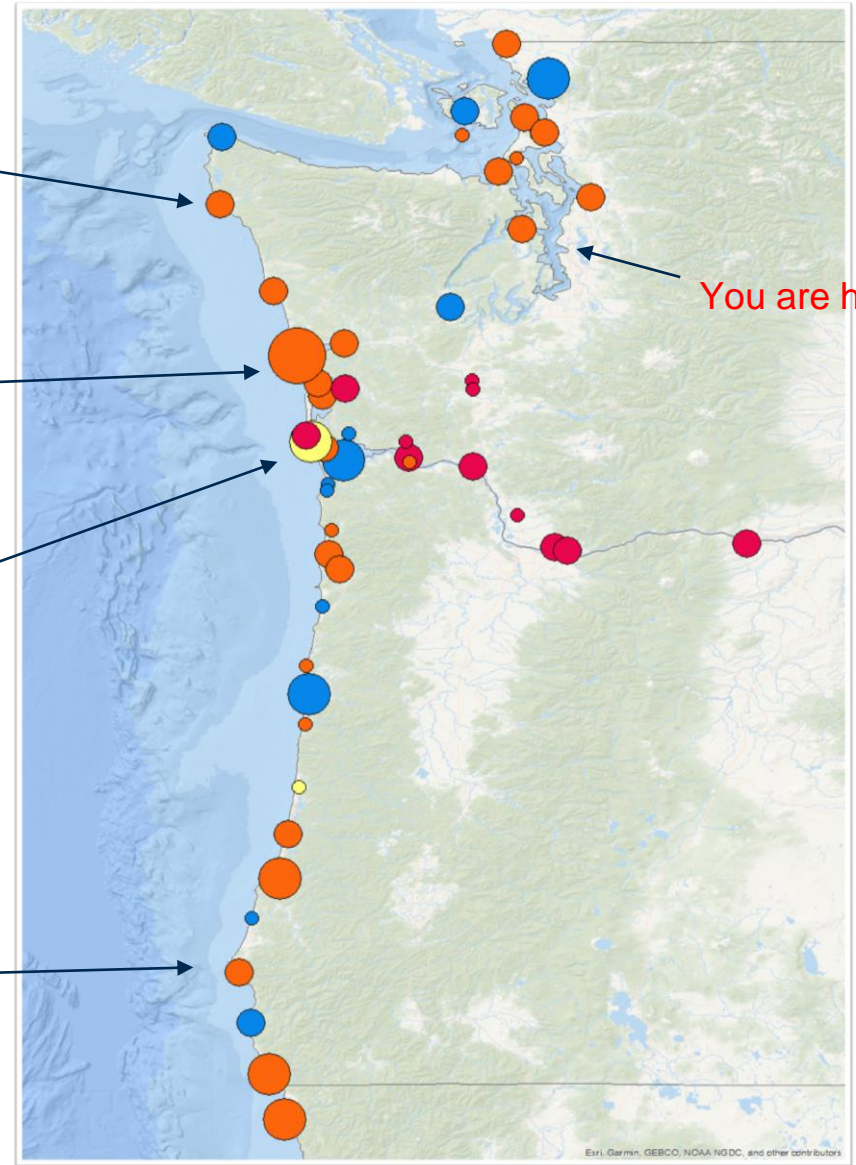 You are h
Esri, Garmin, GEBCO, NOAA NGDC, and other contributors